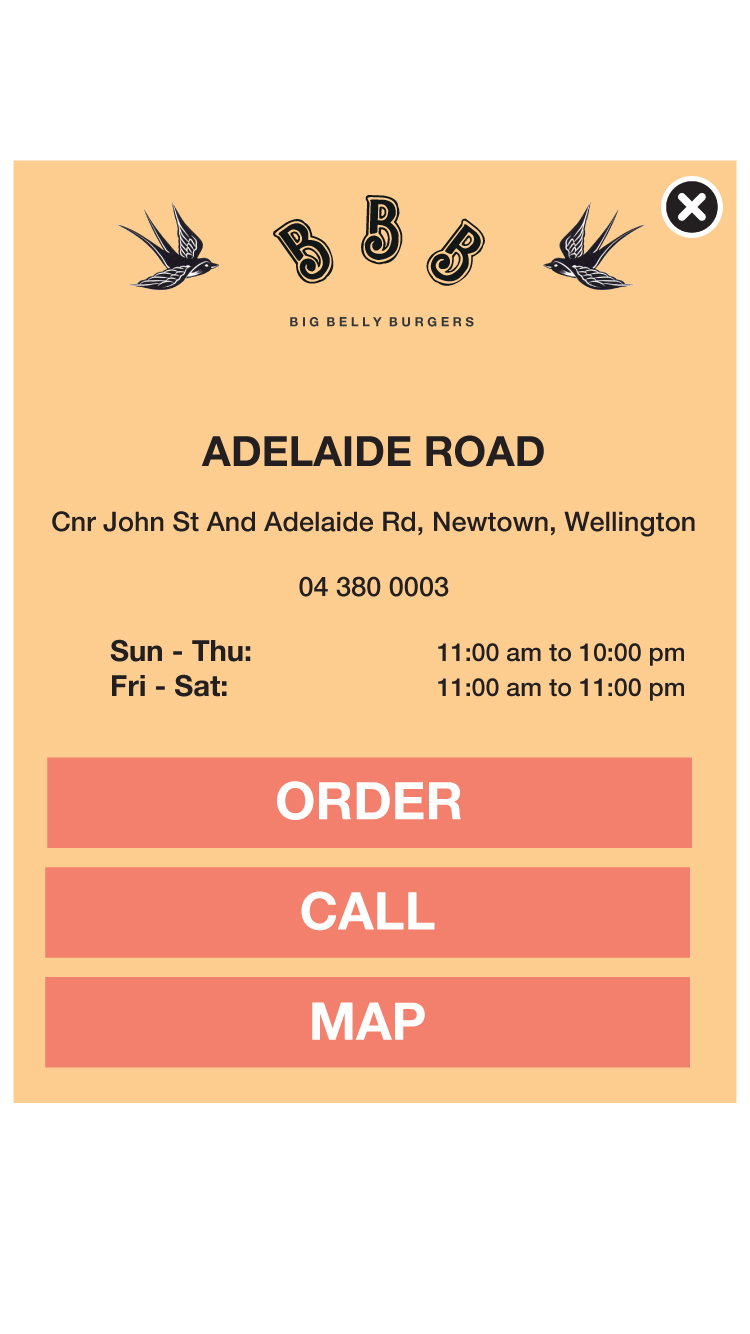 B B B
BIG BELLY BURGERS
ADELAIDE ROAD
Cnr John St And Adelaide Rd, Newtown, Wellington
04 380 0003
Sun - Thu: 11:00 am to 10:00 pm
Fri - Sat: 11:00 am to 11:00 pm
ORDER
CALL
MAP